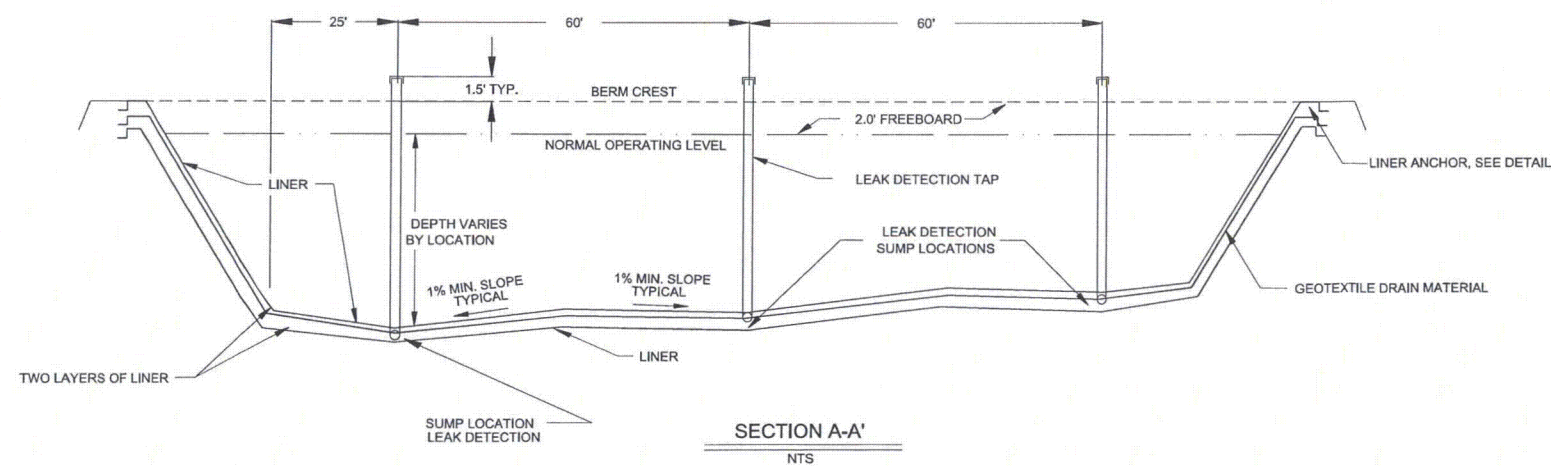 25'
60'
60'
1.5' TYP.
BERM CREST
2.0' FREEBOARD
NORMAL OPERATING LEVEL
LINER ANCHOR, SEE DETAIL
LINER
LEAK DETECTION TAP
DEPTH VARIES
BY LOCATION
LEAK DETECTION
SUMP LOCATIONS
1% MIN. SLOPE
TYPICAL
1% MIN. SLOPE
TYPICAL
GEOTEXTILE DRAIN MATERIAL
LINER
TWO LAYERS OF LINER
SUMP LOCATION
LEAK DETECTION
SECTION A-A'
NTS